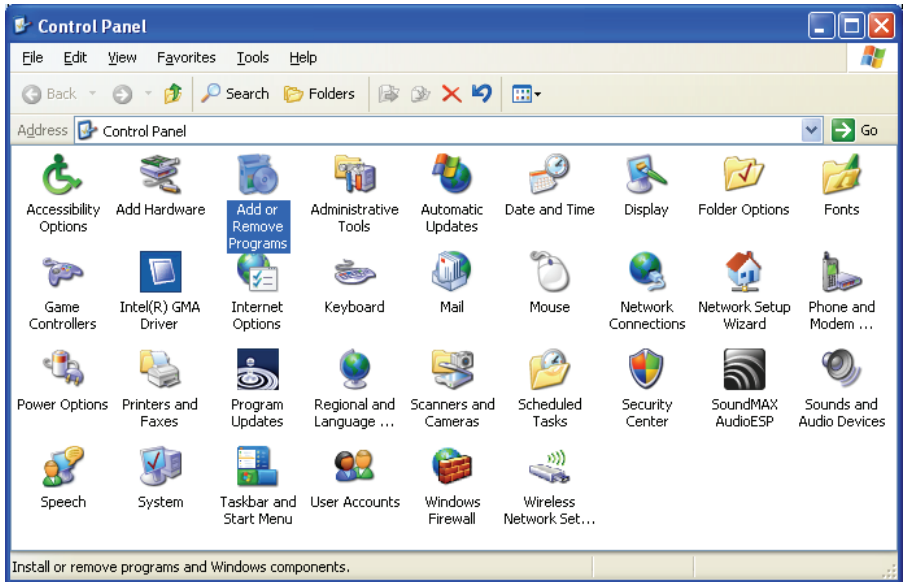 Control Panel
File Edit View Favorites Tools Help
Back Search Folders
Address Control Panel Go
Accessibility Options
Add Hardware
Add or Remove Programs
Administrative Tools
Automatic Updates
Date and Time
Display
Folder Options
Fonts
Game Controllers
Intel(R) GMA Driver
Internet Options
Keyboard
Mail
Mouse
Network Connections
Network Setup Wizard
Phone and Modem ...
Power Options
Printers and Faxes
Program Updates
Regional and Language ...
Scanners and Cameras
Scheduled Tasks
Security Center
SoundMAX AudioESP
Sounds and Audio Devices
Speech
System
Taskbar and Start Menu
User Accounts
Windows Firewall
Wireless Network Set...
Install or remove programs and Windows components.